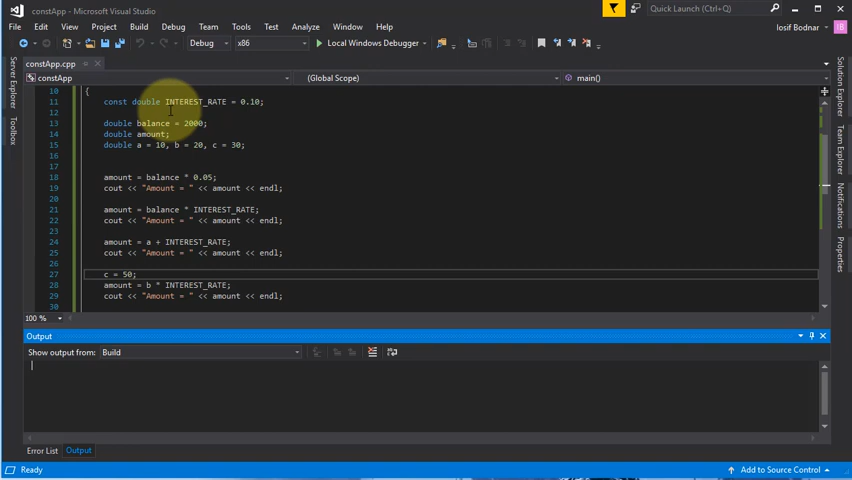 constApp - Microsoft Visual Studio
Quick Launch (Ctrl+Q)
File Edit View Project Build Debug Team Tools Test Analyze Window Help
Iosif Bodnar
IB
Debug x86 Local Windows Debugger
constApp.cpp
constApp (Global Scope) main()
Server Explorer
Toolbox
Solution Explorer
Team Explorer
Notifications
Properties
10 {
11 const double INTEREST_RATE = 0.10;
12
13 double balance = 2000;
14 double amount;
15 double a = 10, b = 20, c = 30;
16
17
18 amount = balance * 0.05;
19 cout << "Amount = " << amount << endl;
20
21 amount = balance * INTEREST_RATE;
22 cout << "Amount = " << amount << endl;
23
24 amount = a + INTEREST_RATE;
25 cout << "Amount = " << amount << endl;
26
27 c = 50;
28 amount = b * INTEREST_RATE;
29 cout << "Amount = " << amount << endl;
30
100 %
Output
Show output from: Build
Error List Output
Ready
Add to Source Control